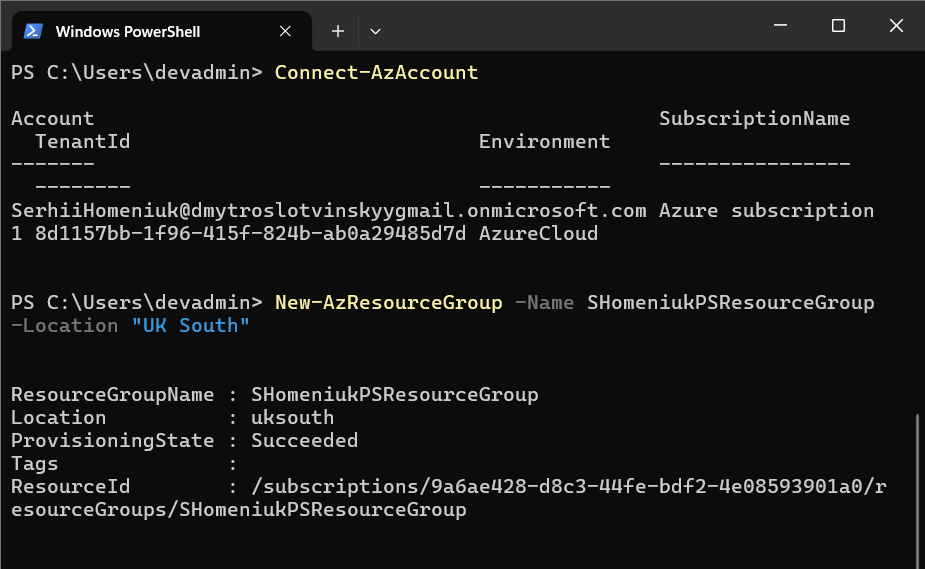 Windows PowerShell
PS C:\Users\devadmin> Connect-AzAccount
Account                                               SubscriptionName
  TenantId                             Environment
-------                                               ----------------
  --------                             -----------
SerhiiHomeniuk@dmytroslotvinskyygmail.onmicrosoft.com Azure subscription
1 8d1157bb-1f96-415f-824b-ab0a29485d7d AzureCloud
PS C:\Users\devadmin> New-AzResourceGroup -Name SHomeniukPSResourceGroup
-Location "UK South"
ResourceGroupName : SHomeniukPSResourceGroup
Location          : uksouth
ProvisioningState : Succeeded
Tags              :
ResourceId        : /subscriptions/9a6ae428-d8c3-44fe-bdf2-4e08593901a0/r
esourceGroups/SHomeniukPSResourceGroup